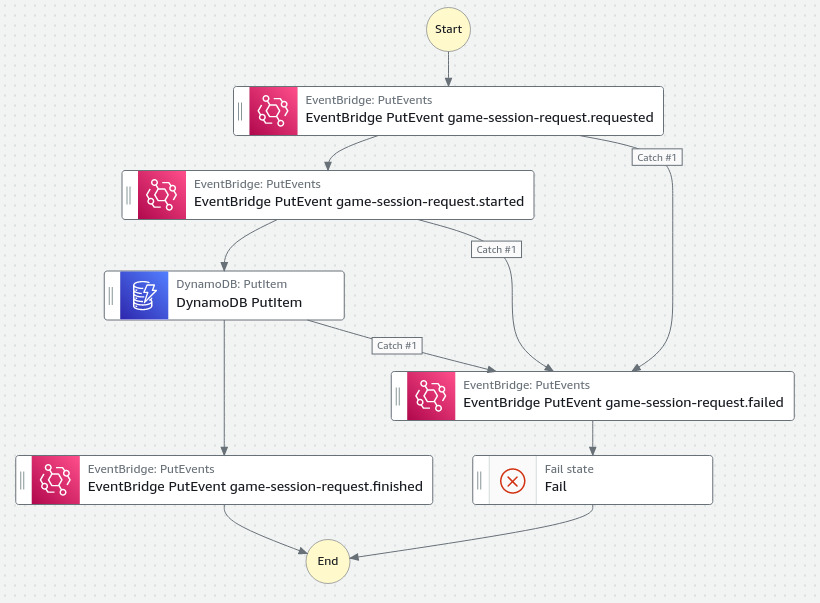 Start
EventBridge: PutEvents
EventBridge PutEvent game-session-request.requested
Catch #1
EventBridge: PutEvents
EventBridge PutEvent game-session-request.started
Catch #1
DynamoDB: PutItem
DynamoDB PutItem
Catch #1
EventBridge: PutEvents
EventBridge PutEvent game-session-request.failed
EventBridge: PutEvents
EventBridge PutEvent game-session-request.finished
Fail state
Fail
End